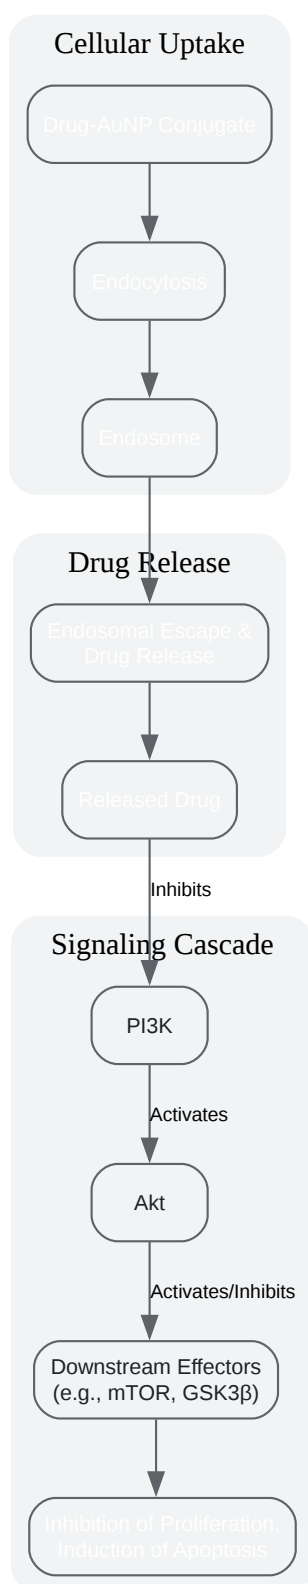 Cellular Uptake
Drug-AuNP Conjugate
Endocytosis
Endosome
Drug Release
Endosomal Escape &
Drug Release
Released Drug
Inhibits
Signaling Cascade
PI3K
Activates
Akt
Activates/Inhibits
Downstream Effectors
(e.g., mTOR, GSK3β)
Inhibition of Proliferation,
Induction of Apoptosis